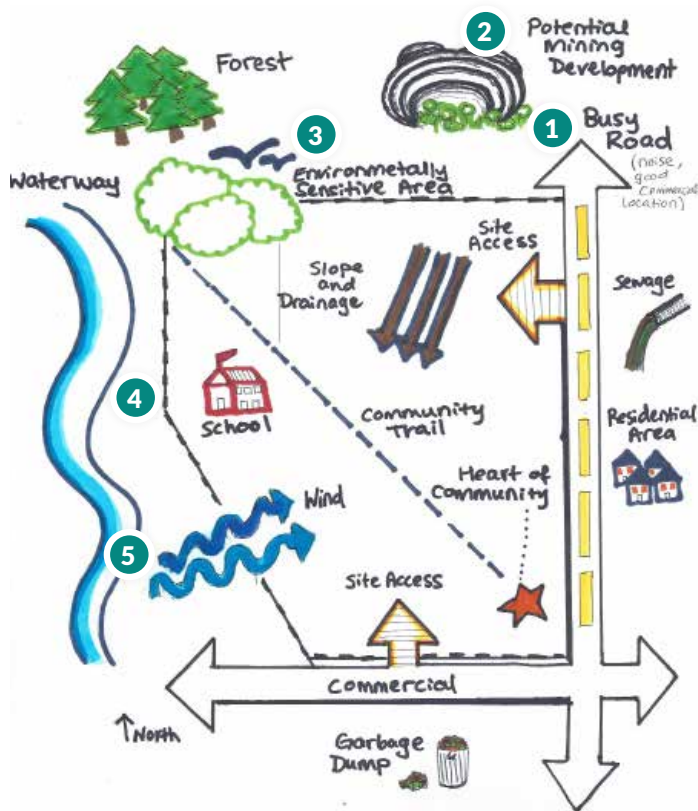 2
Potential
Mining
Development
Forest
1
Busy
Road
(noise,
good
Commercial
location)
3
Environmetally
Sensitive Area
Waterway
Site
Access
Slope
and
Drainage
Sewage
4
School
Community
Trail
Residential
Area
Heart of
Community
Wind
5
Site Access
Commercial
↑North
Garbage
Dump